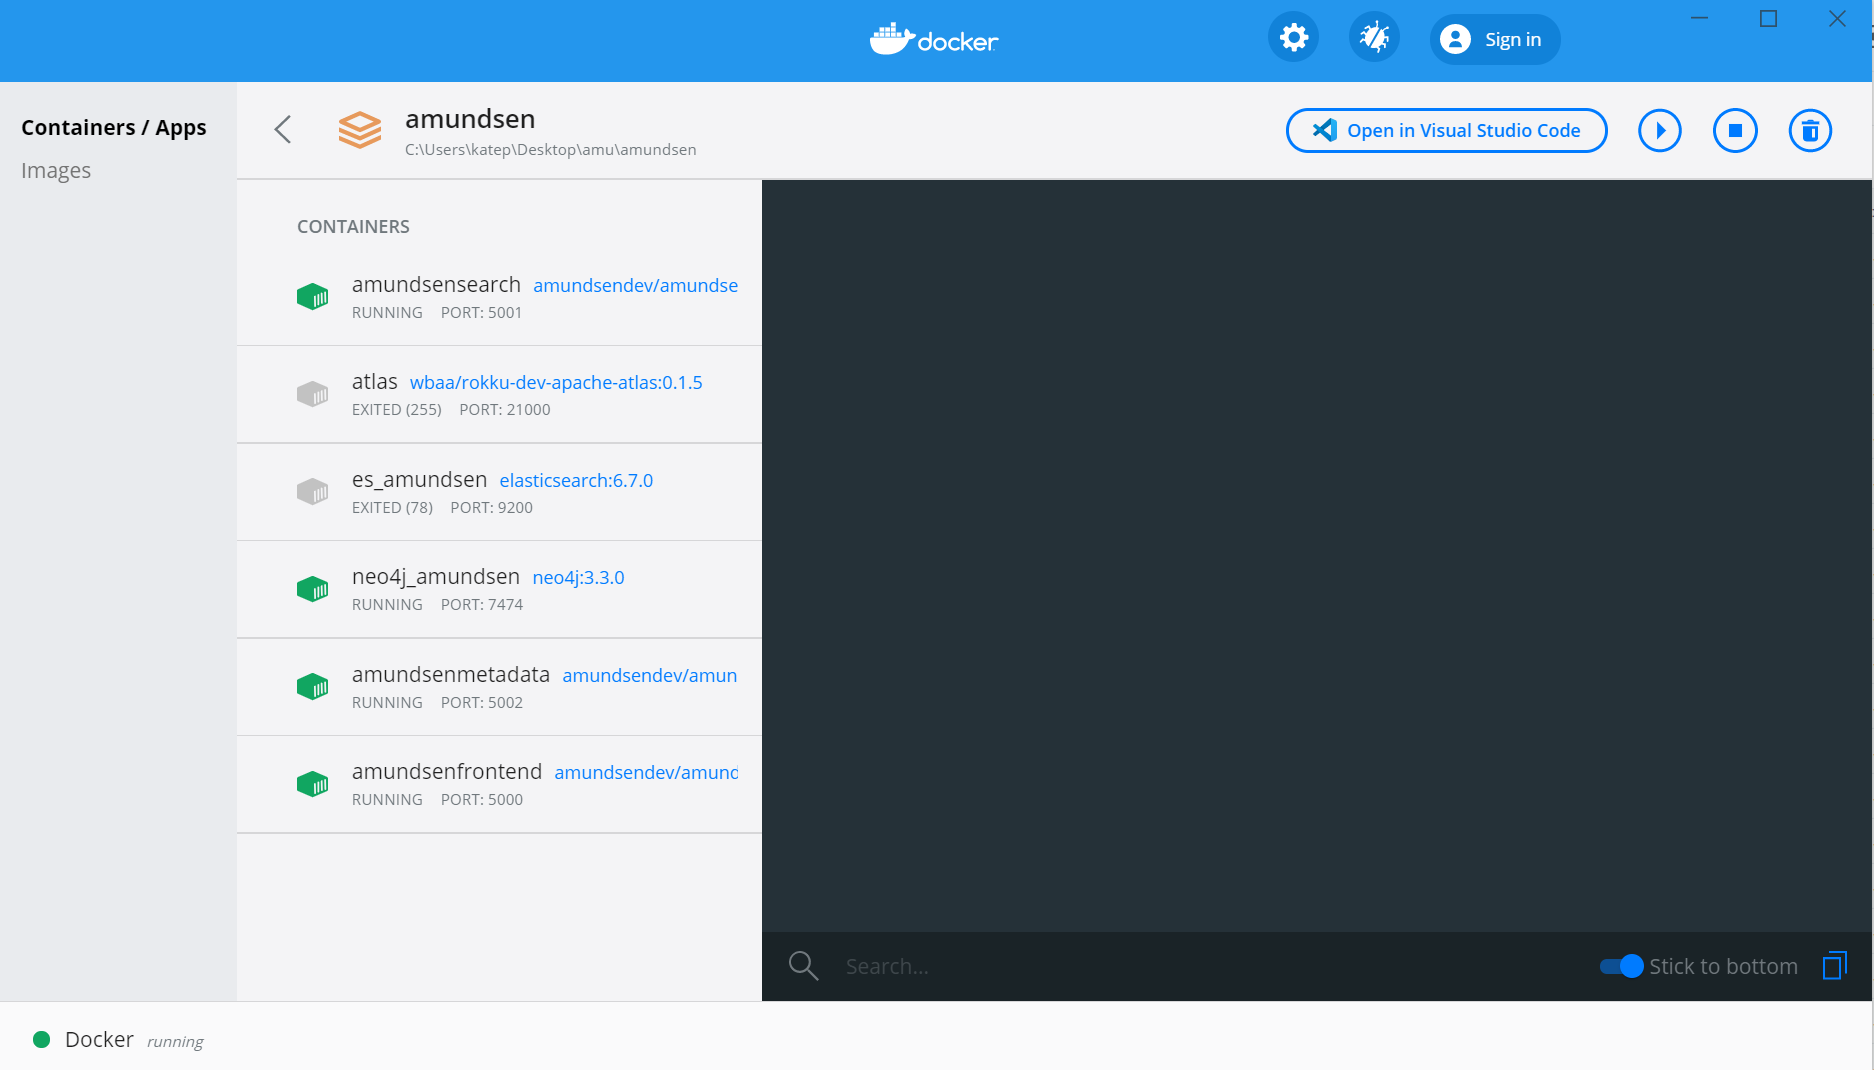 docker
Sign in
Containers / Apps
Images
amundsen
C:\Users\katep\Desktop\amu\amundsen
Open in Visual Studio Code
CONTAINERS
amundsensearch amundsendev/amundse
RUNNING PORT: 5001
atlas wbaa/rokku-dev-apache-atlas:0.1.5
EXITED (255) PORT: 21000
es_amundsen elasticsearch:6.7.0
EXITED (78) PORT: 9200
neo4j_amundsen neo4j:3.3.0
RUNNING PORT: 7474
amundsenmetadata amundsendev/amun
RUNNING PORT: 5002
amundsenfrontend amundsendev/amund
RUNNING PORT: 5000
Search...
Stick to bottom
Docker running